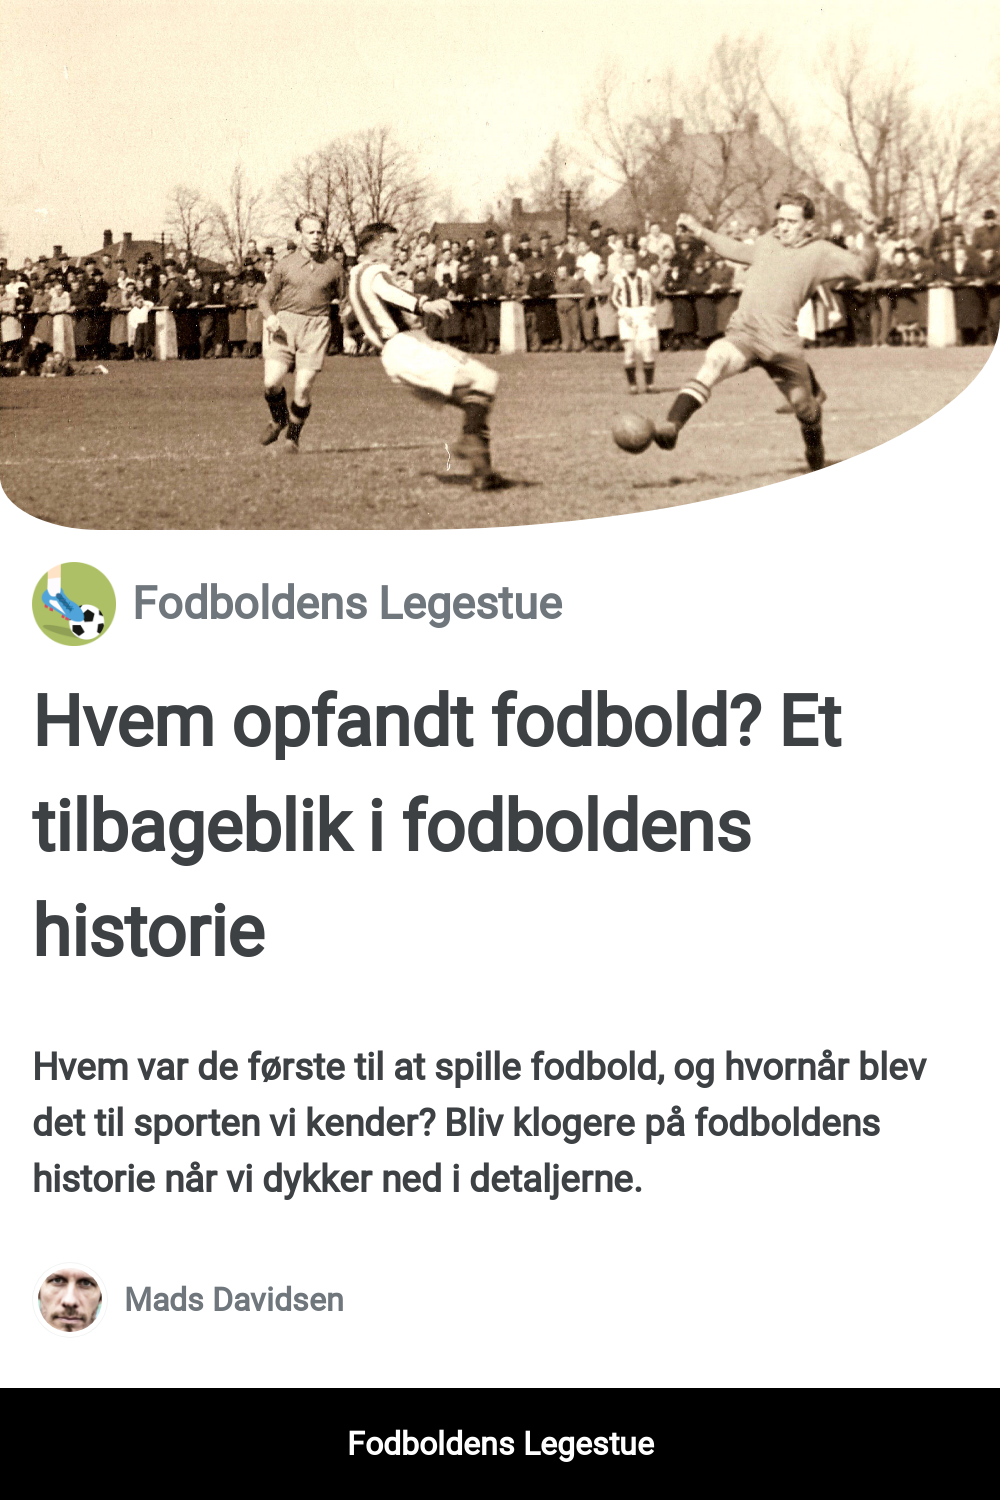 Fodboldens Legestue
Hvem opfandt fodbold? Et
tilbageblik i fodboldens
historie
Hvem var de første til at spille fodbold, og hvornår blev
det til sporten vi kender? Bliv klogere på fodboldens
historie når vi dykker ned i detaljerne.
Mads Davidsen
Fodboldens Legestue